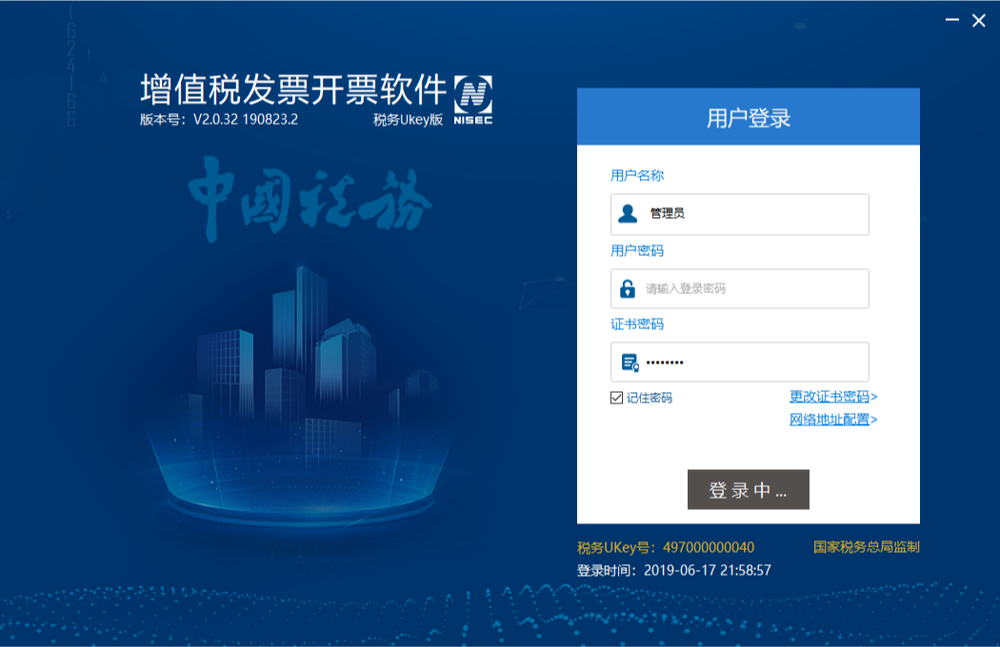 增值税发票开票软件
NISEC
版本号：V2.0.32 190823.2 税务Ukey版
中國税務
用户登录
用户名称
管理员
用户密码
请输入登录密码
证书密码
••••••••
记住密码
更改证书密码>
网络地址配置>
登录中...
税务UKey号：497000000040 国家税务总局监制
登录时间：2019-06-17 21:58:57